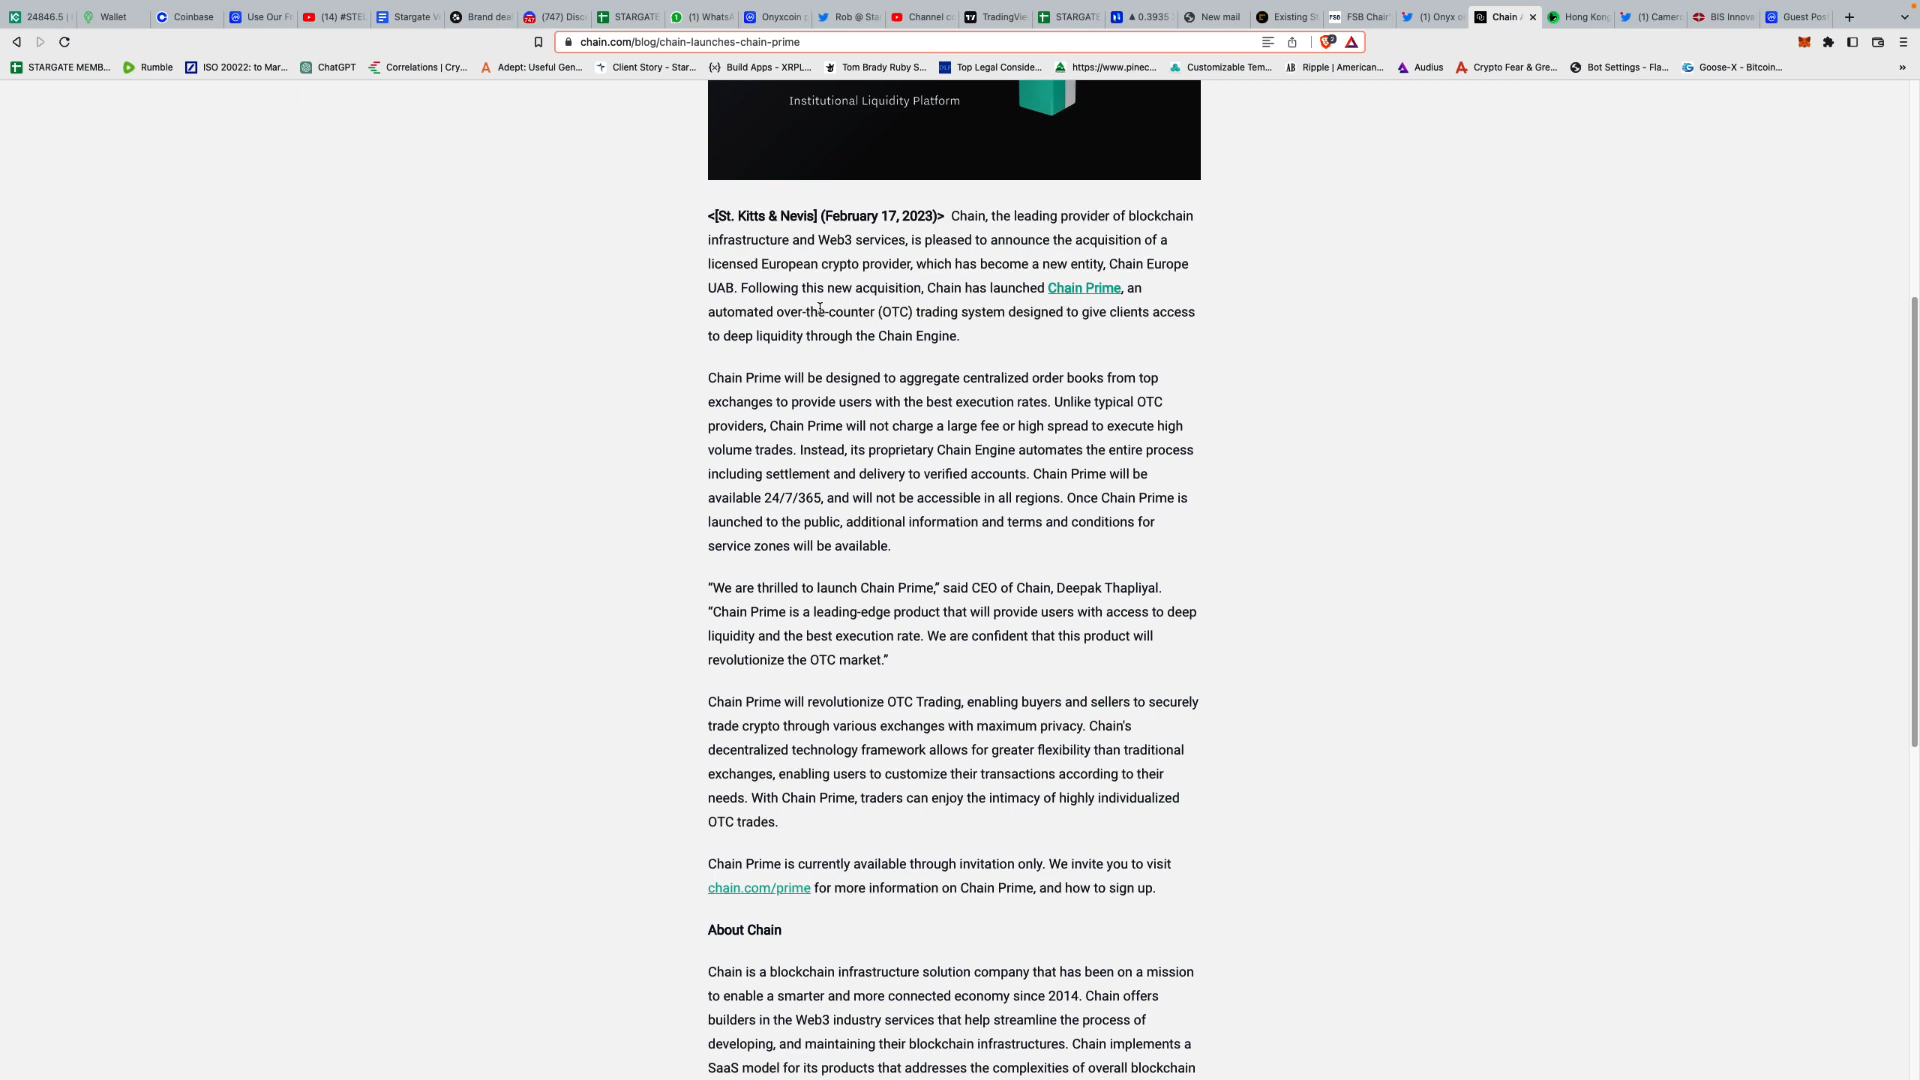 24846.5 |
Wallet
Coinbase
Use Our Fr
(14) #STEL
Stargate V
Brand deal
(747) Disc
STARGATE
(1) WhatsA
Onyxcoin p
Rob @ Sta
Channel co
TradingVie
STARGATE
▲ 0.3935
New mail
Existing St
FSB Chair'
(1) Onyx o
Chain
Hong Kong
(1) Camero
BIS Innova
Guest Pos
chain.com/blog/chain-launches-chain-prime
STARGATE MEMB...
Rumble
ISO 20022: to Mar...
ChatGPT
Correlations | Cry...
Adept: Useful Gen...
Client Story - Star...
Build Apps - XRPL...
Tom Brady Ruby S...
Top Legal Conside...
https://www.pinec...
Customizable Tem...
Ripple | American...
Audius
Crypto Fear & Gre...
Bot Settings - Fla...
Goose-X - Bitcoin...
Institutional Liquidity Platform
<[St. Kitts & Nevis] (February 17, 2023)> Chain, the leading provider of blockchain
infrastructure and Web3 services, is pleased to announce the acquisition of a
licensed European crypto provider, which has become a new entity, Chain Europe
UAB. Following this new acquisition, Chain has launched Chain Prime, an
automated over-the-counter (OTC) trading system designed to give clients access
to deep liquidity through the Chain Engine.
Chain Prime will be designed to aggregate centralized order books from top
exchanges to provide users with the best execution rates. Unlike typical OTC
providers, Chain Prime will not charge a large fee or high spread to execute high
volume trades. Instead, its proprietary Chain Engine automates the entire process
including settlement and delivery to verified accounts. Chain Prime will be
available 24/7/365, and will not be accessible in all regions. Once Chain Prime is
launched to the public, additional information and terms and conditions for
service zones will be available.
“We are thrilled to launch Chain Prime,” said CEO of Chain, Deepak Thapliyal.
“Chain Prime is a leading-edge product that will provide users with access to deep
liquidity and the best execution rate. We are confident that this product will
revolutionize the OTC market.”
Chain Prime will revolutionize OTC Trading, enabling buyers and sellers to securely
trade crypto through various exchanges with maximum privacy. Chain's
decentralized technology framework allows for greater flexibility than traditional
exchanges, enabling users to customize their transactions according to their
needs. With Chain Prime, traders can enjoy the intimacy of highly individualized
OTC trades.
Chain Prime is currently available through invitation only. We invite you to visit
chain.com/prime for more information on Chain Prime, and how to sign up.
About Chain
Chain is a blockchain infrastructure solution company that has been on a mission
to enable a smarter and more connected economy since 2014. Chain offers
builders in the Web3 industry services that help streamline the process of
developing, and maintaining their blockchain infrastructures. Chain implements a
SaaS model for its products that addresses the complexities of overall blockchain